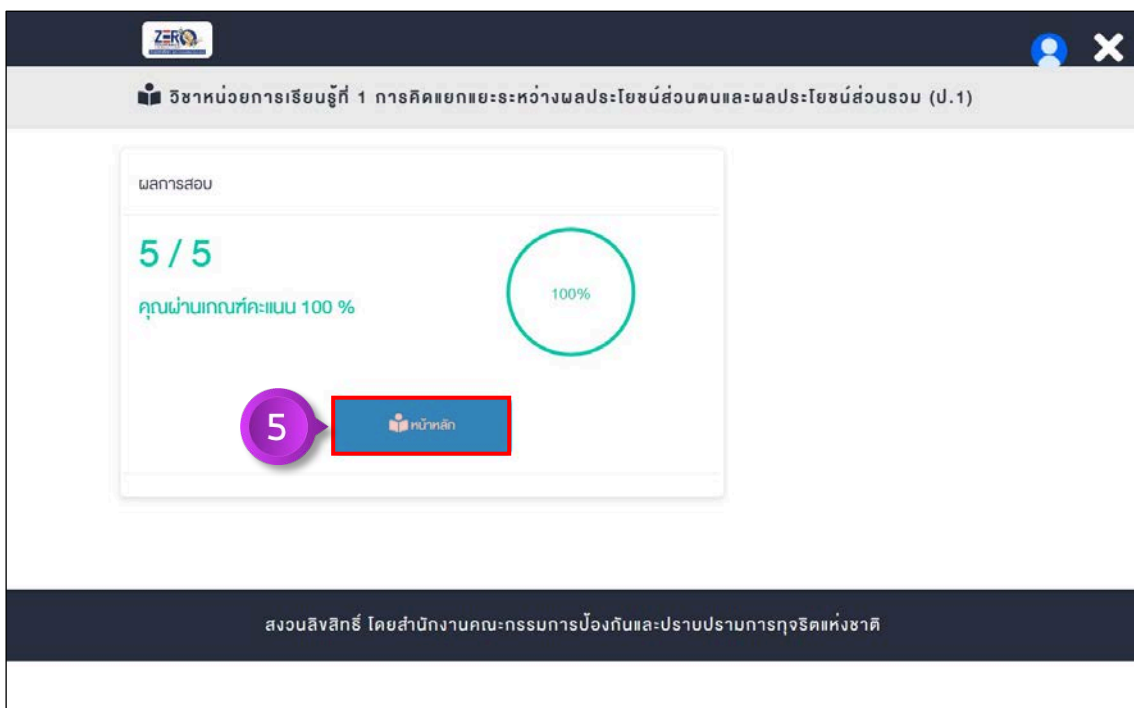 ZERO
วิชาหน่วยการเรียนรู้ที่ 1 การคิดแยกแยะระหว่างผลประโยชน์ส่วนตนและผลประโยชน์ส่วนรวม (ป.1)
ผลการสอบ
5 / 5
คุณผ่านเกณฑ์คะแนน 100 %
100%
5
หน้าหลัก
สงวนลิขสิทธิ์ โดยสำนักงานคณะกรรมการป้องกันและปราบปรามการทุจริตแห่งชาติ